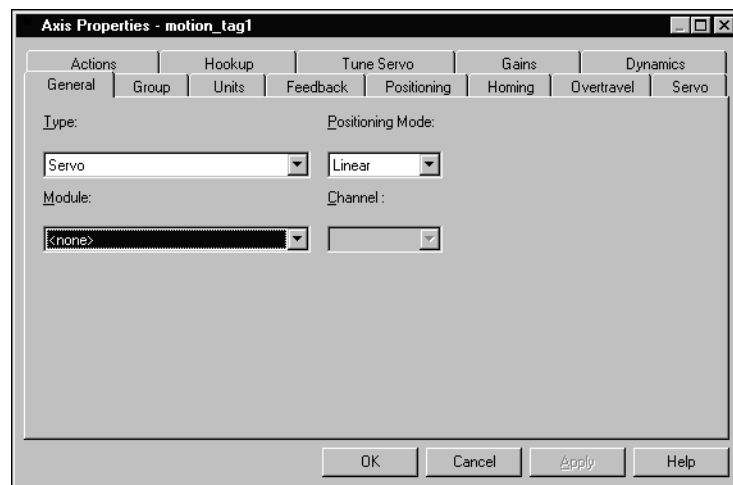 Axis Properties - motion_tag1
Actions Hookup Tune Servo Gains Dynamics
General Group Units Feedback Positioning Homing Overtravel Servo
Type: Positioning Mode:
Servo Linear
Module: Channel :
<none>
OK Cancel Apply Help